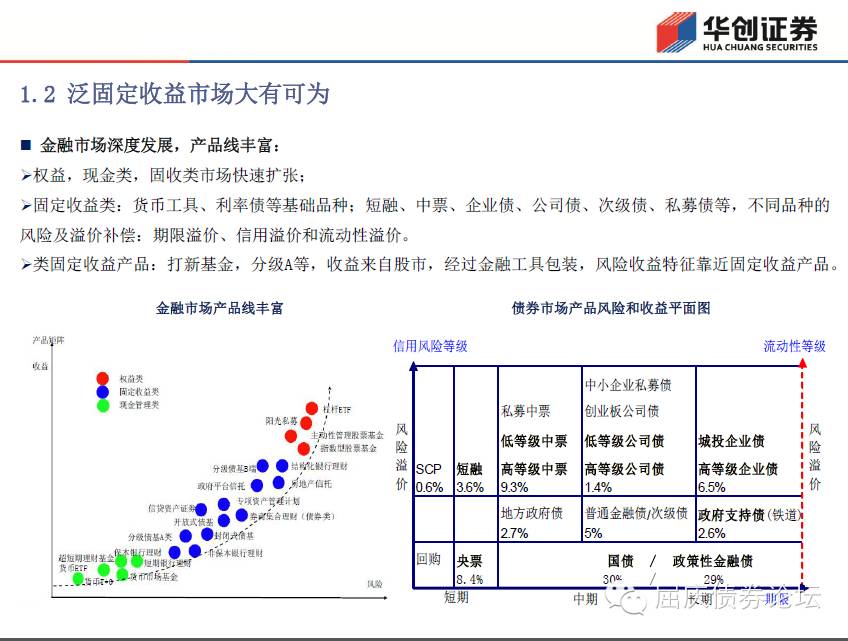 华创证券
HUA CHUANG SECURITIES
1.2 泛固定收益市场大有可为
■ 金融市场深度发展，产品线丰富：
➢权益，现金类，固收类市场快速扩张；
➢固定收益类：货币工具、利率债等基础品种；短融、中票、企业债、公司债、次级债、私募债等，不同品种的
风险及溢价补偿：期限溢价、信用溢价和流动性溢价。
➢类固定收益产品：打新基金，分级A等，收益来自股市，经过金融工具包装，风险收益特征靠近固定收益产品。
金融市场产品线丰富
产品矩阵
收益
权益类
固定收益类
现金管理类
杠杆ETF
阳光私募
主动性管理股票基金
指数型股票基金
分级债基B端
结构化银行理财
政府平台信托
房地产信托
专项资产管理计划
信贷资产证券
券商集合理财（债券类）
开放式债基
分级债基A类
封闭式债基
保本银行理财
非保本银行理财
超短期理财基金
短期银行理财
货币ETF
货币市场基金
风险
债券市场产品风险和收益平面图
信用风险等级
流动性等级
风险溢价
风险溢价
中小企业私募债
私募中票
创业板公司债
低等级中票
低等级公司债
城投企业债
SCP
短融
高等级中票
高等级公司债
高等级企业债
0.6%
3.6%
9.3%
1.4%
6.5%
地方政府债
普通金融债/次级债
政府支持债(铁道)
2.7%
5%
2.6%
回购
央票
国债 / 政策性金融债
8.4%
30% / 29%
短期
中期
长期
期限
屈庆债券论坛